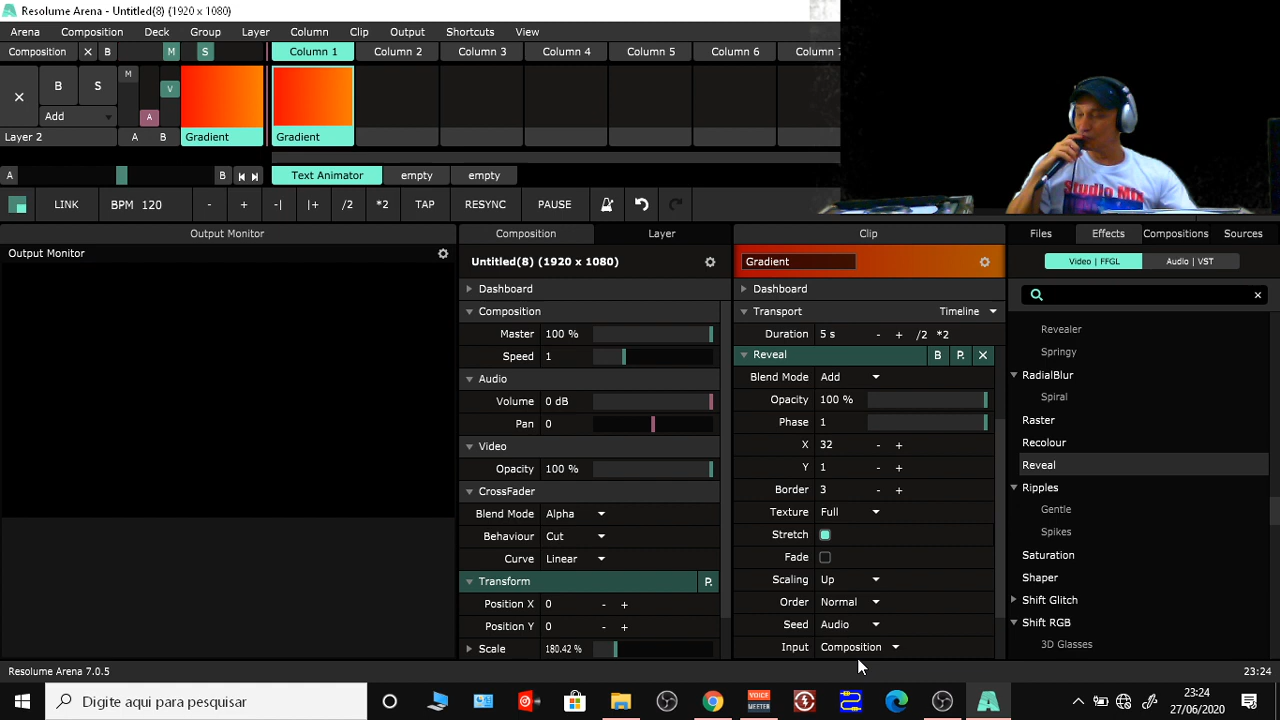 Resolume Arena - Untitled(8) (1920 x 1080)
Arena Composition Deck Group Layer Column Clip Output Shortcuts View
Composition B M S Column 1 Column 2 Column 3 Column 4 Column 5 Column 6 Column 7
B S M V
Add A
Layer 2 A B Gradient Gradient
A B Text Animator empty empty
LINK BPM 120 - + -| |+ /2 *2 TAP RESYNC PAUSE
Studio Mix
Output Monitor Composition Layer Clip Files Effects Compositions Sources
Output Monitor
Untitled(8) (1920 x 1080)
Dashboard
Composition
Master 100 %
Speed 1
Audio
Volume 0 dB
Pan 0
Video
Opacity 100 %
CrossFader
Blend Mode Alpha
Behaviour Cut
Curve Linear
Transform P.
Position X 0 - +
Position Y 0 - +
Scale 180.42 %
Gradient
Dashboard
Transport Timeline
Duration 5 s - + /2 *2
Reveal B P.
Blend Mode Add
Opacity 100 %
Phase 1
X 32 - +
Y 1 - +
Border 3 - +
Texture Full
Stretch
Fade
Scaling Up
Order Normal
Seed Audio
Input Composition
Video | FFGL Audio | VST
Revealer
Springy
RadialBlur
Spiral
Raster
Recolour
Reveal
Ripples
Gentle
Spikes
Saturation
Shaper
Shift Glitch
Shift RGB
3D Glasses
Resolume Arena 7.0.5 23:24
Digite aqui para pesquisar
VOICE MEETER
23:24
27/06/2020